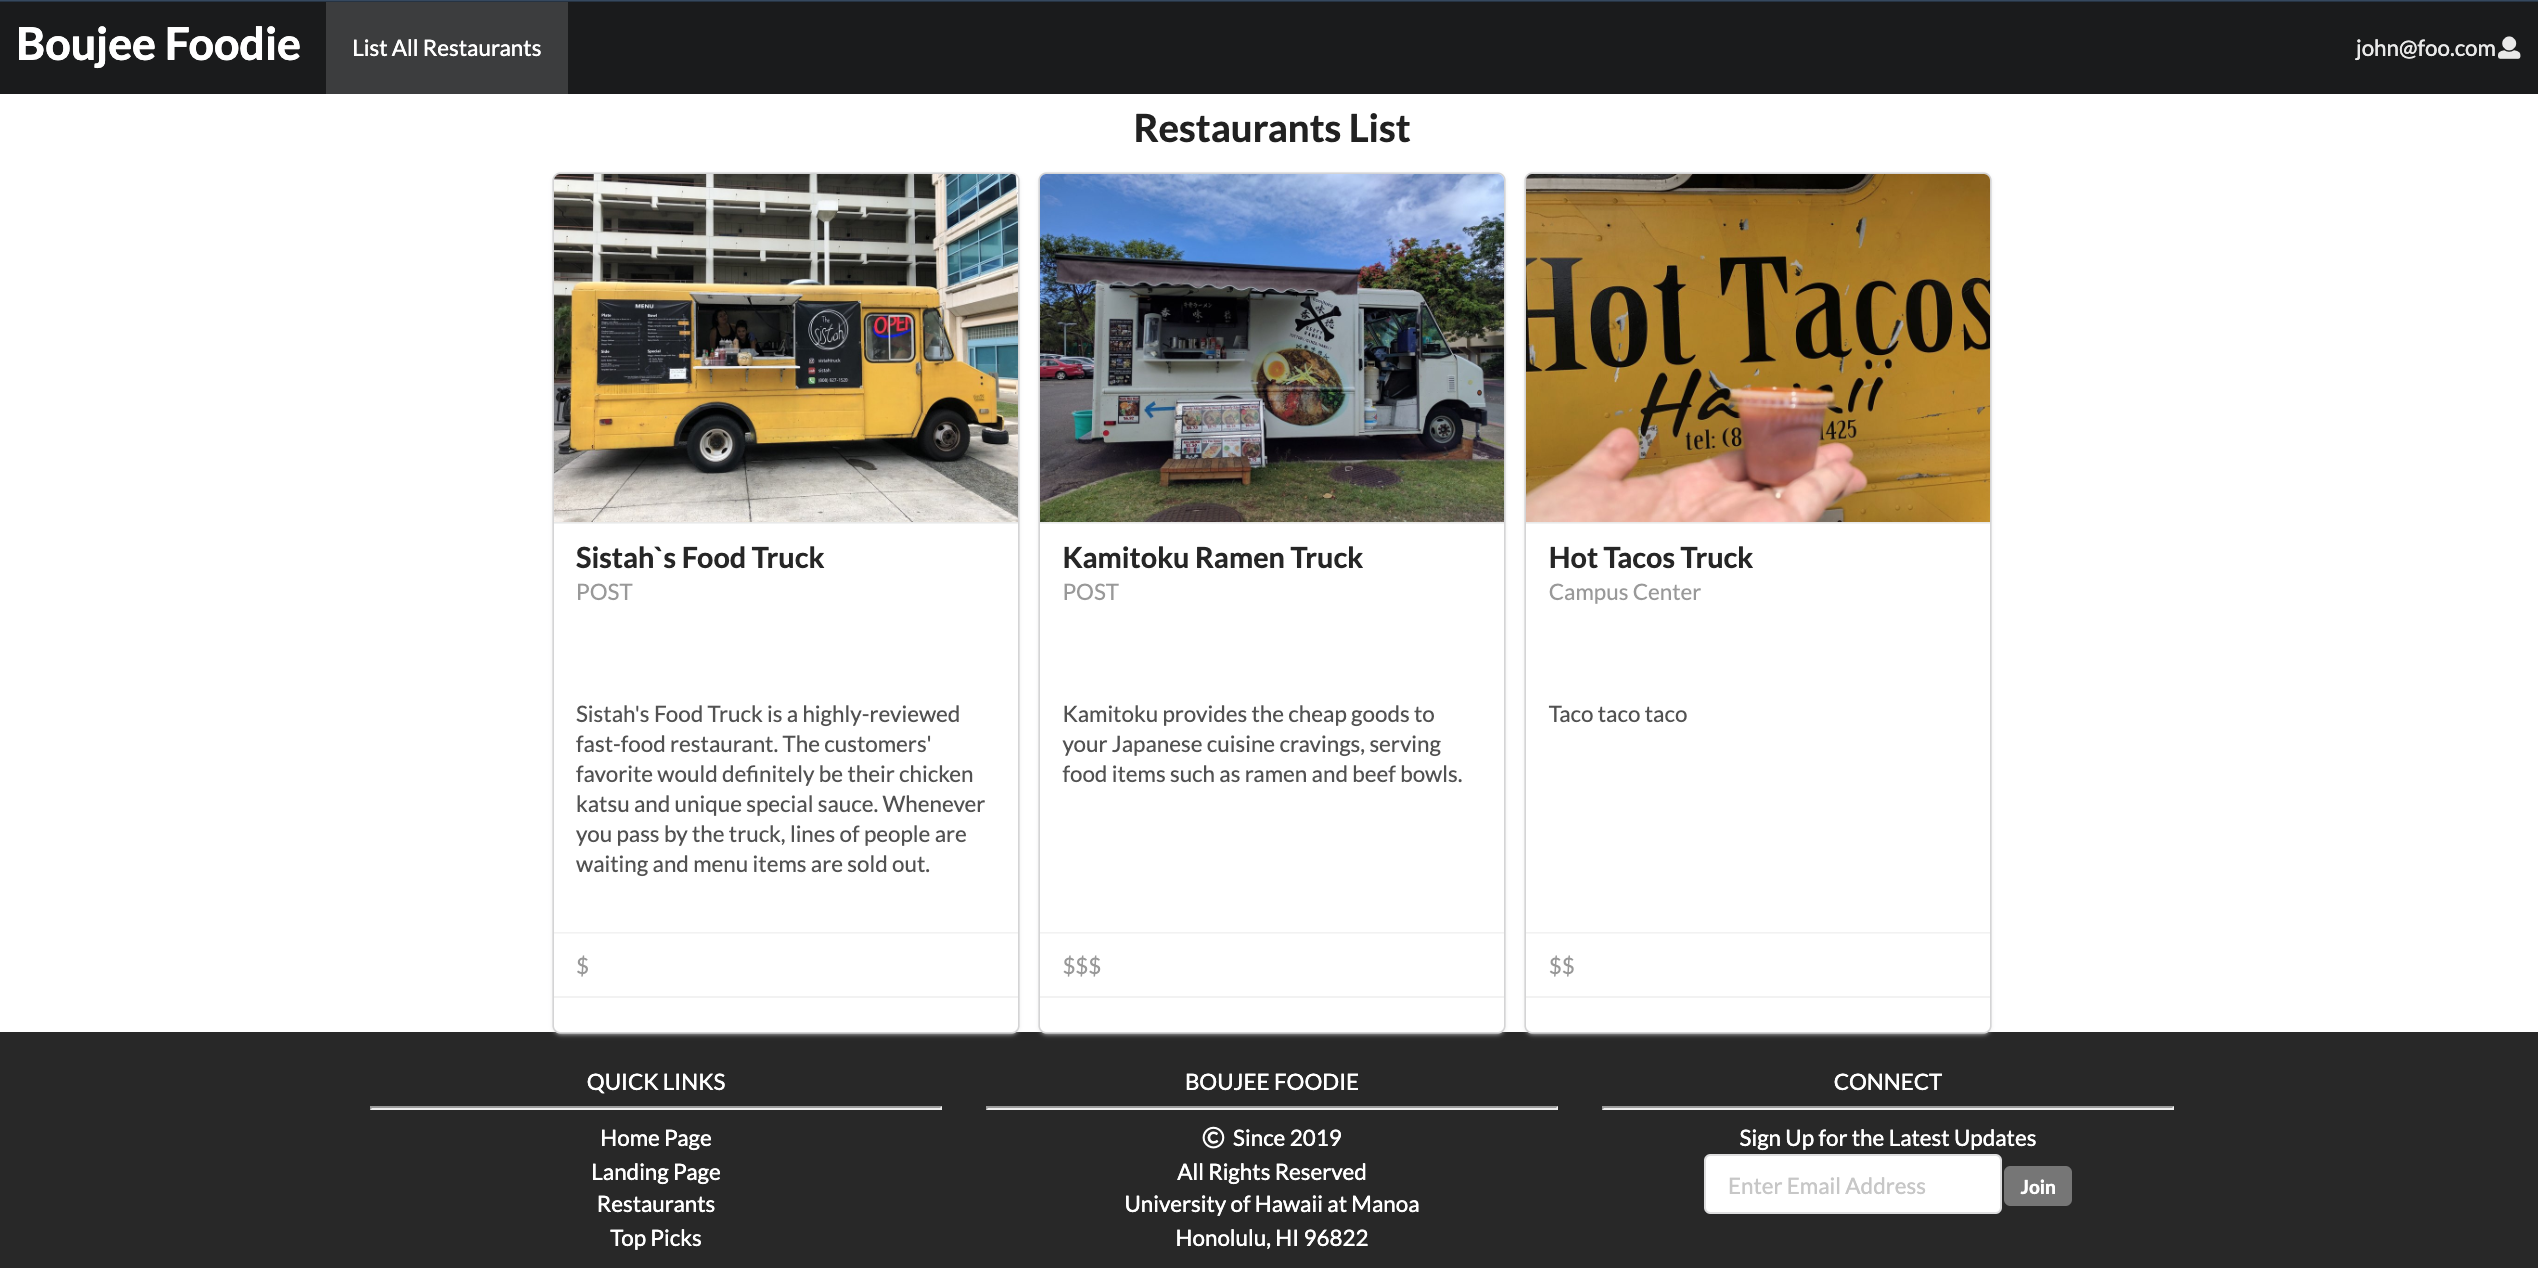 Boujee Foodie
List All Restaurants
john@foo.com
Restaurants List
MENU
The
Sistah
OPEN
Hot Tacos
Hawaii
tel: (8 1425
Sistah`s Food Truck
POST
Sistah's Food Truck is a highly-reviewed
fast-food restaurant. The customers'
favorite would definitely be their chicken
katsu and unique special sauce. Whenever
you pass by the truck, lines of people are
waiting and menu items are sold out.
$
Kamitoku Ramen Truck
POST
Kamitoku provides the cheap goods to
your Japanese cuisine cravings, serving
food items such as ramen and beef bowls.
$$$
Hot Tacos Truck
Campus Center
Taco taco taco
$$
QUICK LINKS
Home Page
Landing Page
Restaurants
Top Picks
BOUJEE FOODIE
© Since 2019
All Rights Reserved
University of Hawaii at Manoa
Honolulu, HI 96822
CONNECT
Sign Up for the Latest Updates
Enter Email Address
Join